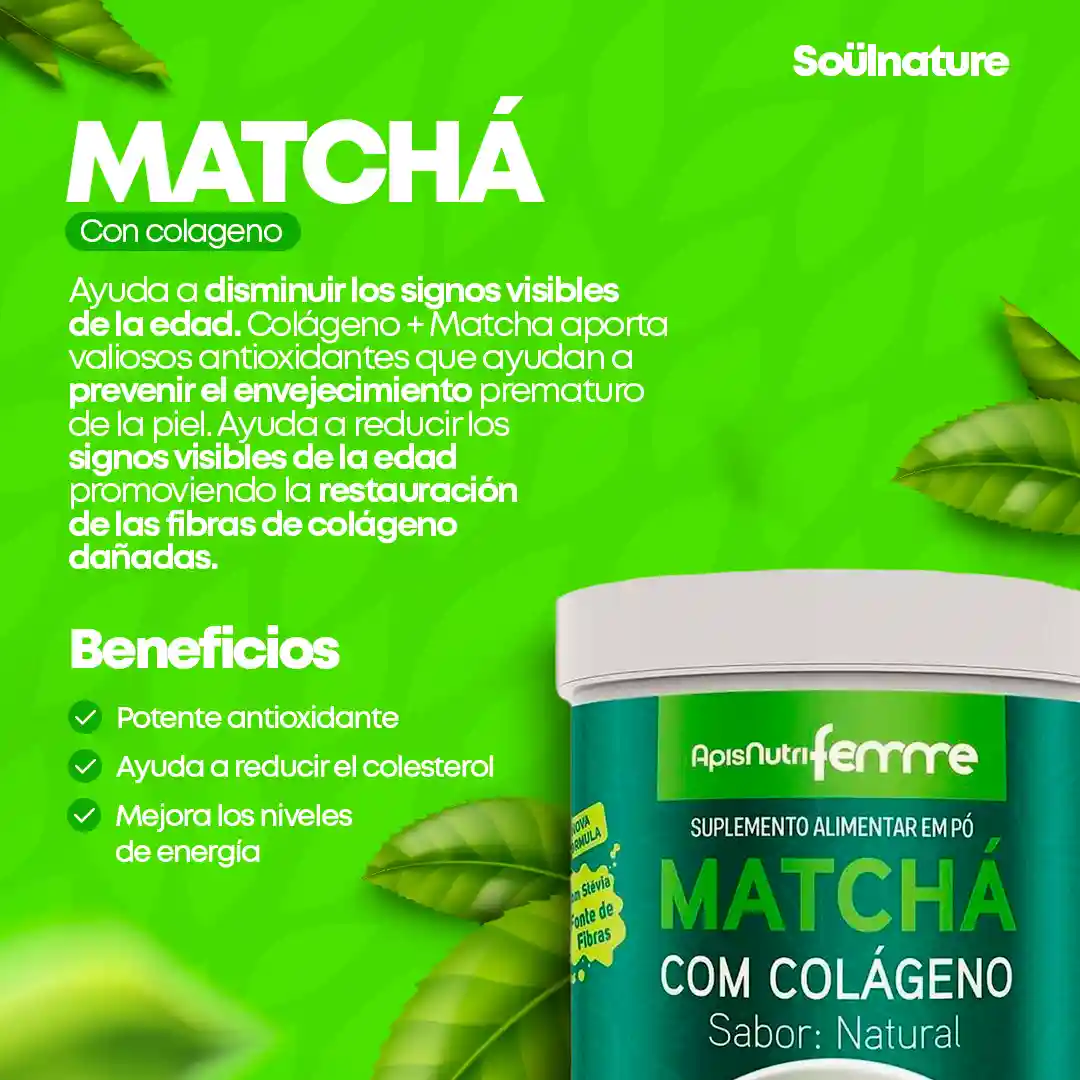 Soülnature
MATCHÁ
Con colageno
Ayuda a disminuir los signos visibles
de la edad. Colágeno + Matcha aporta
valiosos antioxidantes que ayudan a
prevenir el envejecimiento prematuro
de la piel. Ayuda a reducir los
signos visibles de la edad
promoviendo la restauración
de las fibras de colágeno
dañadas.
Beneficios
Potente antioxidante
Ayuda a reducir el colesterol
Mejora los niveles
de energía
ApisNutri femme
SUPLEMENTO ALIMENTAR EM PÓ
MATCHÁ
COM COLÁGENO
Sabor: Natural
NOVA
Stévia
Fonte de
Fibras